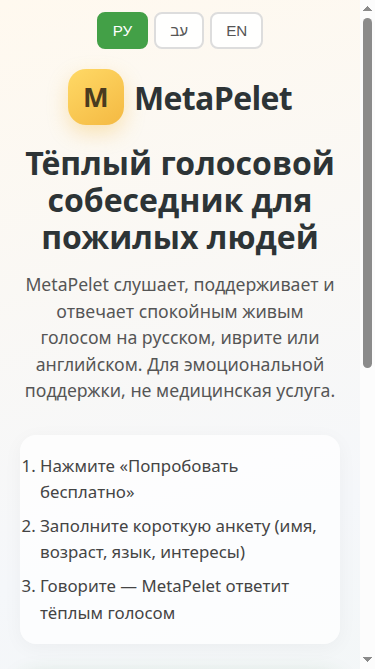 РУ
עב
EN
M
MetaPelet
Тёплый голосовой
собеседник для
пожилых людей
MetaPelet слушает, поддерживает и
отвечает спокойным живым
голосом на русском, иврите или
английском. Для эмоциональной
поддержки, не медицинская услуга.
1. Нажмите «Попробовать
бесплатно»
2. Заполните короткую анкету (имя,
возраст, язык, интересы)
3. Говорите — MetaPelet ответит
тёплым голосом